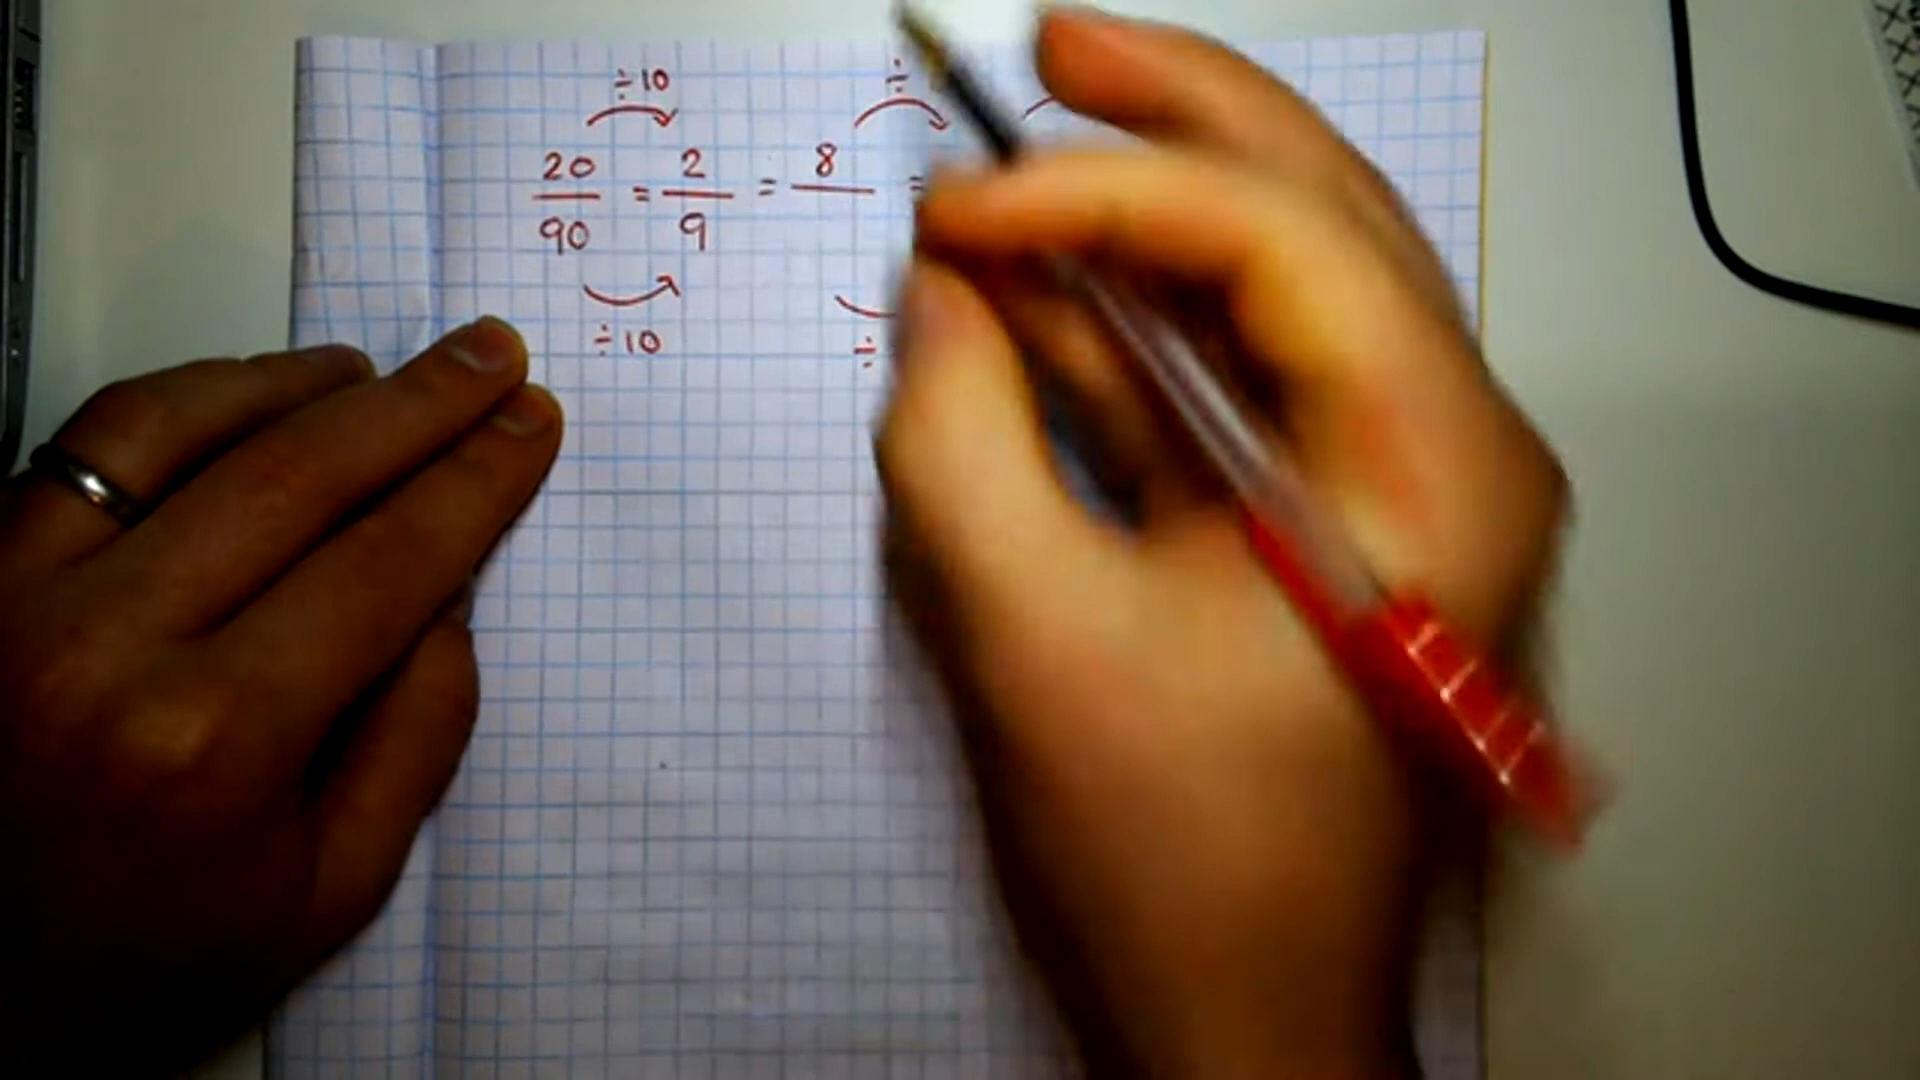 ÷10 ÷
20 = 2 = 8 =
90 9
÷10 ÷